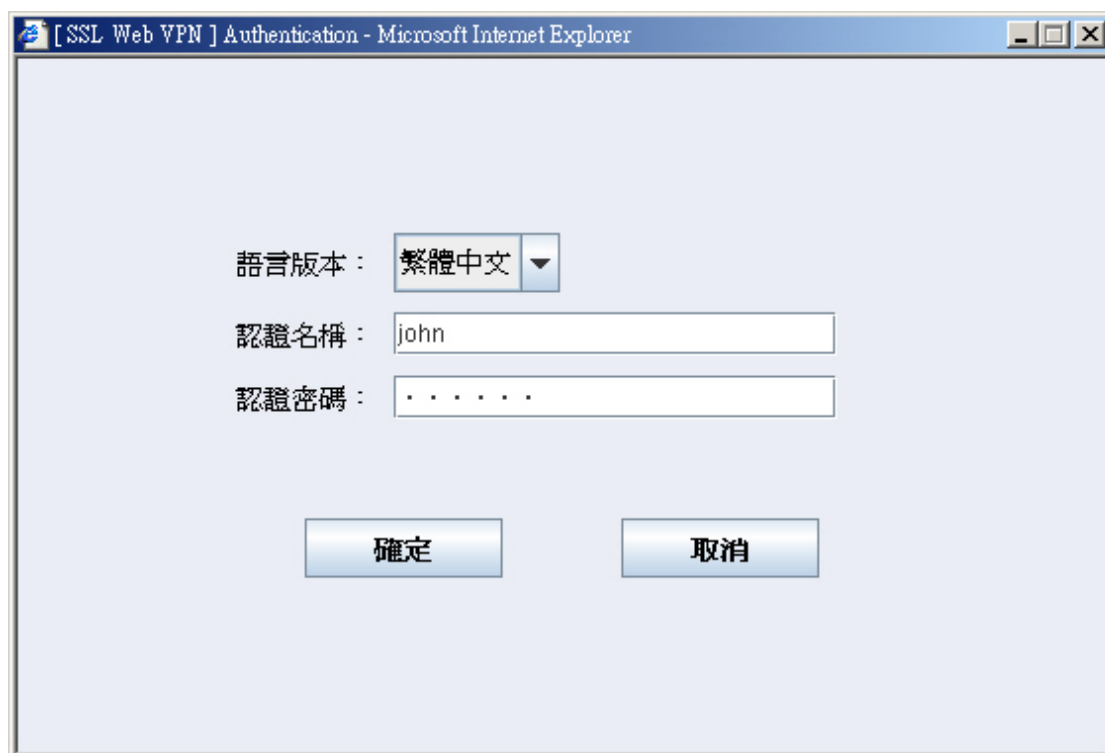 [ SSL Web VPN ] Authentication - Microsoft Internet Explorer
語言版本： 繁體中文
認證名稱： john
認證密碼： ‧‧‧‧‧‧
確定 取消